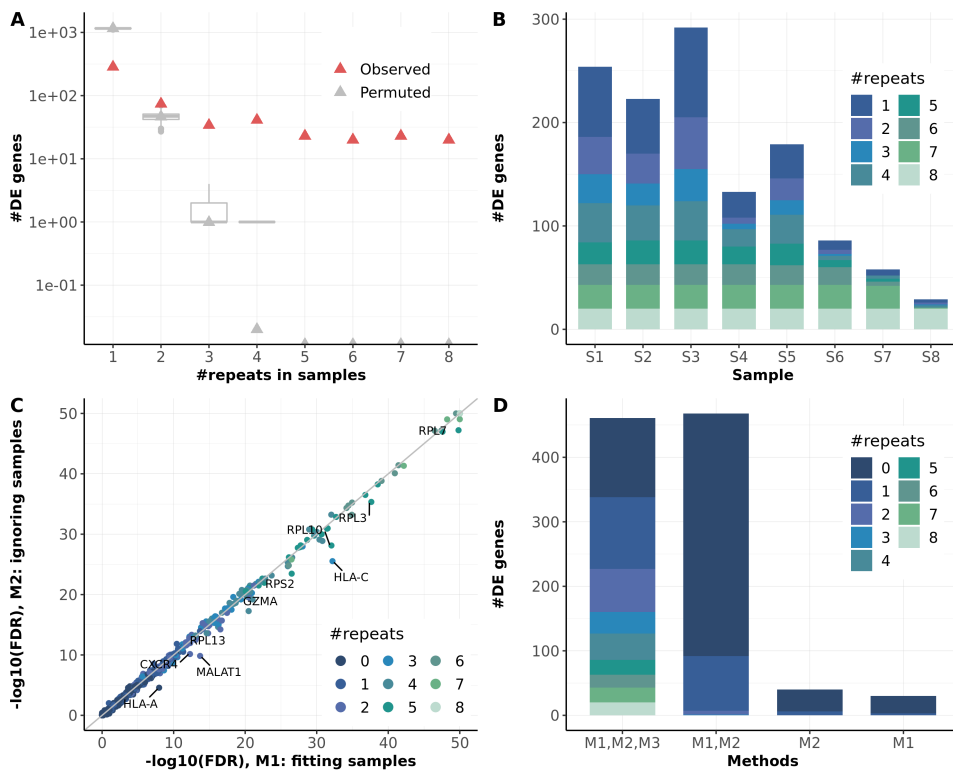 A
1e+03
1e+02
1e+01
1e+00
1e-01
#DE genes
1 2 3 4 5 6 7 8
#repeats in samples
Observed
Permuted
B
300
200
100
0
#DE genes
S1 S2 S3 S4 S5 S6 S7 S8
Sample
#repeats
1 5
2 6
3 7
4 8
C
50
40
30
20
10
0
-log10(FDR), M2: ignoring samples
0 10 20 30 40 50
-log10(FDR), M1: fitting samples
RPL7
RPL3
RPL10
HLA-C
RPS2
GZMA
RPL13
CXCR4
MALAT1
HLA-A
#repeats
0 3 6
1 4 7
2 5 8
D
400
300
200
100
0
#DE genes
M1,M2,M3 M1,M2 M2 M1
Methods
#repeats
0 5
1 6
2 7
3 8
4